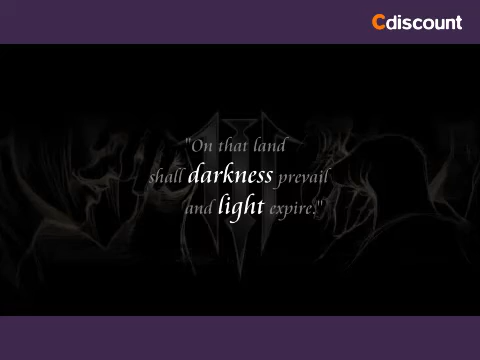 Cdiscount
"On that land
shall darkness prevail
and light expire."